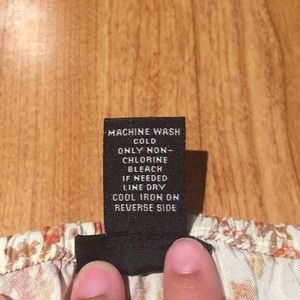 MACHINE WASH
COLD
ONLY NON-
CHLORINE
BLEACH
IF NEEDED
LINE DRY
COOL IRON ON
REVERSE SIDE